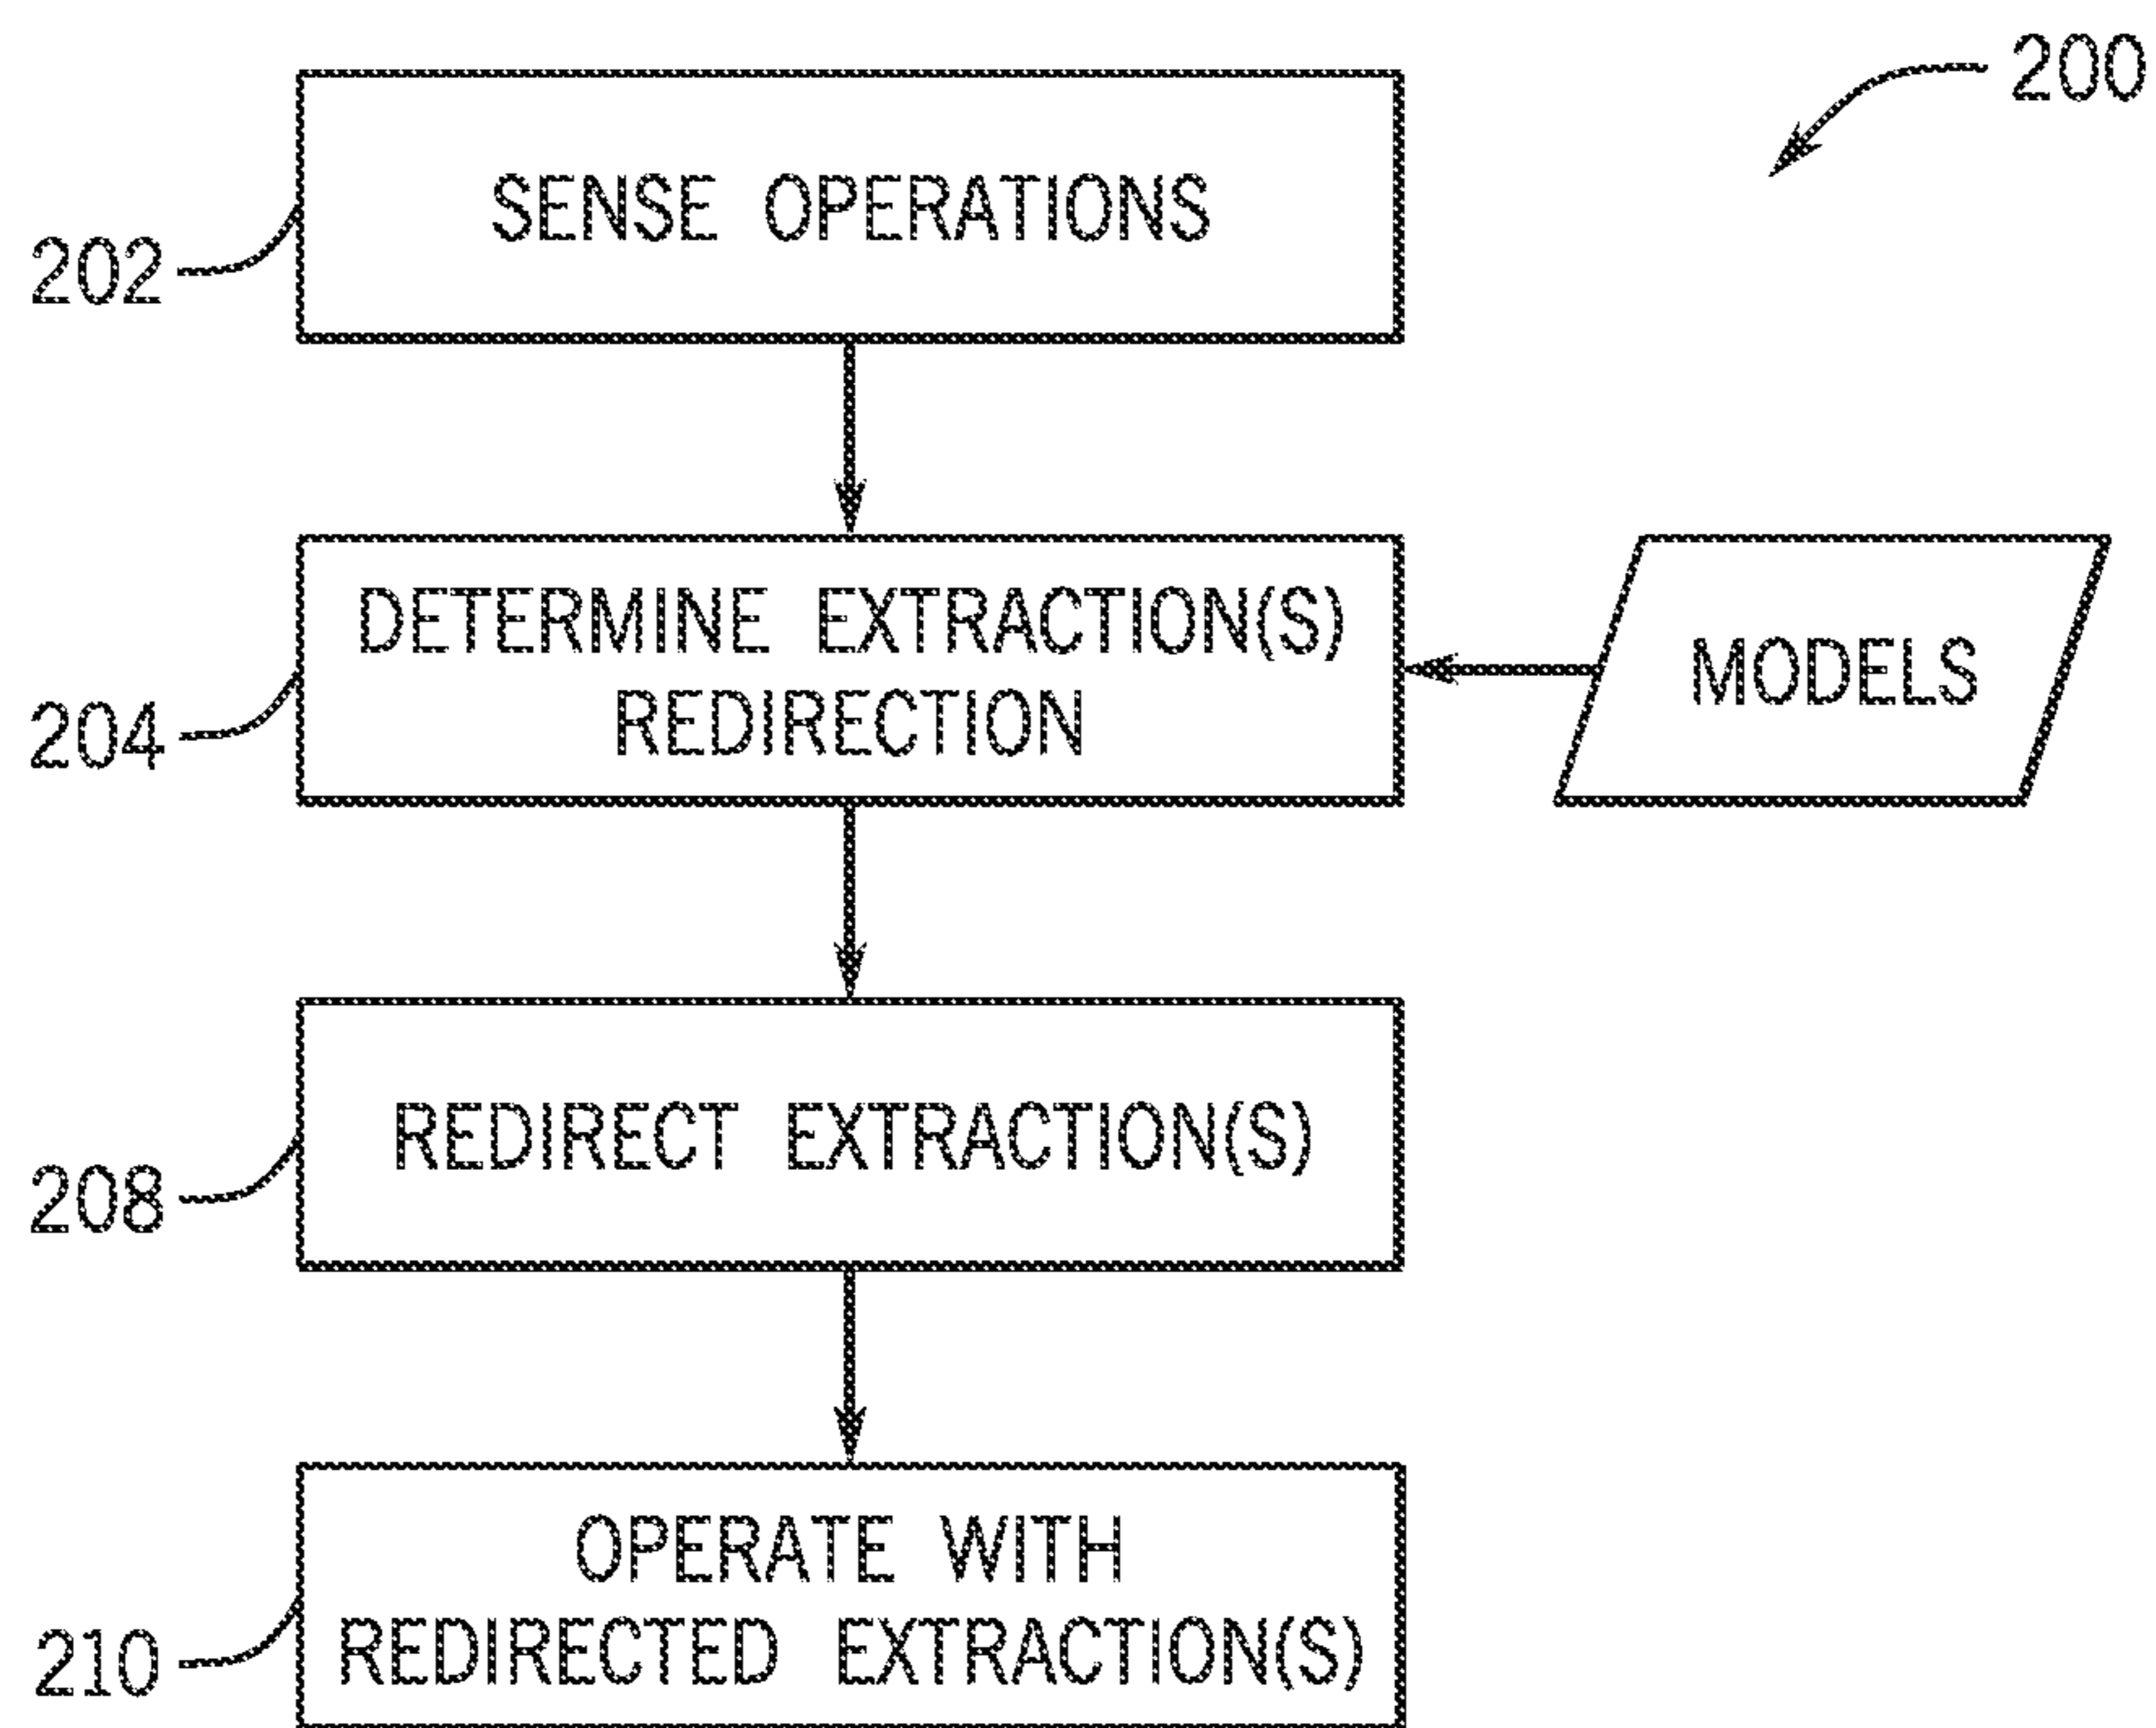 200
SENSE OPERATIONS
202
DETERMINE EXTRACTION(S)
REDIRECTION
MODELS
204
REDIRECT EXTRACTION(S)
208
OPERATE WITH
REDIRECTED EXTRACTION(S)
210